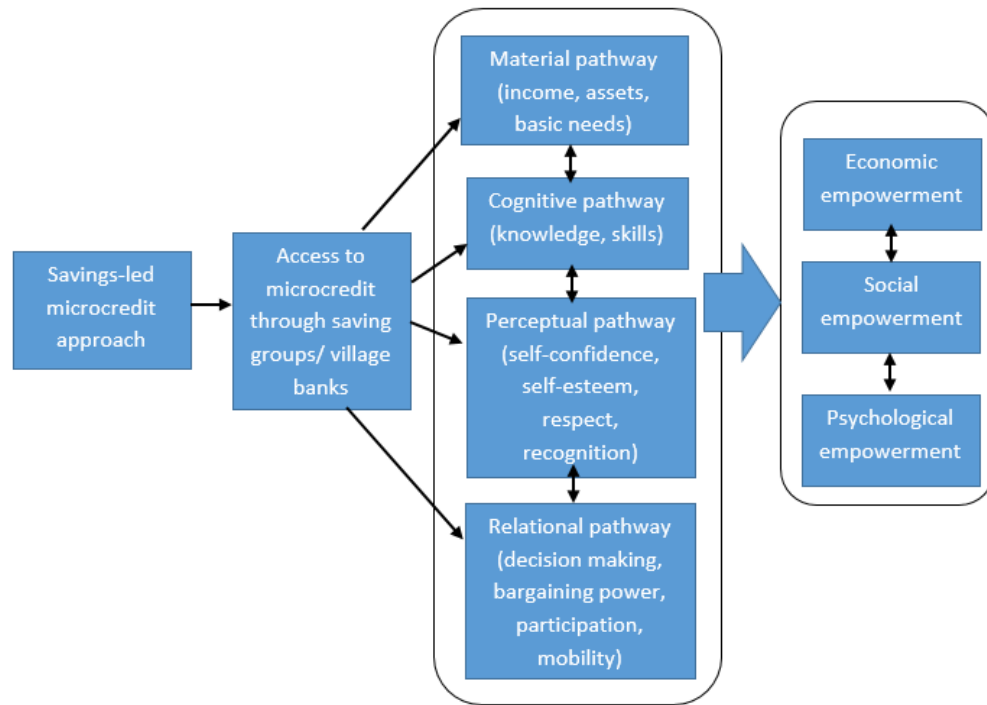 Savings-led
microcredit
approach
Access to
microcredit
through saving
groups/ village
banks
Material pathway
(income, assets,
basic needs)
Cognitive pathway
(knowledge, skills)
Perceptual pathway
(self-confidence,
self-esteem,
respect,
recognition)
Relational pathway
(decision making,
bargaining power,
participation,
mobility)
Economic
empowerment
Social
empowerment
Psychological
empowerment